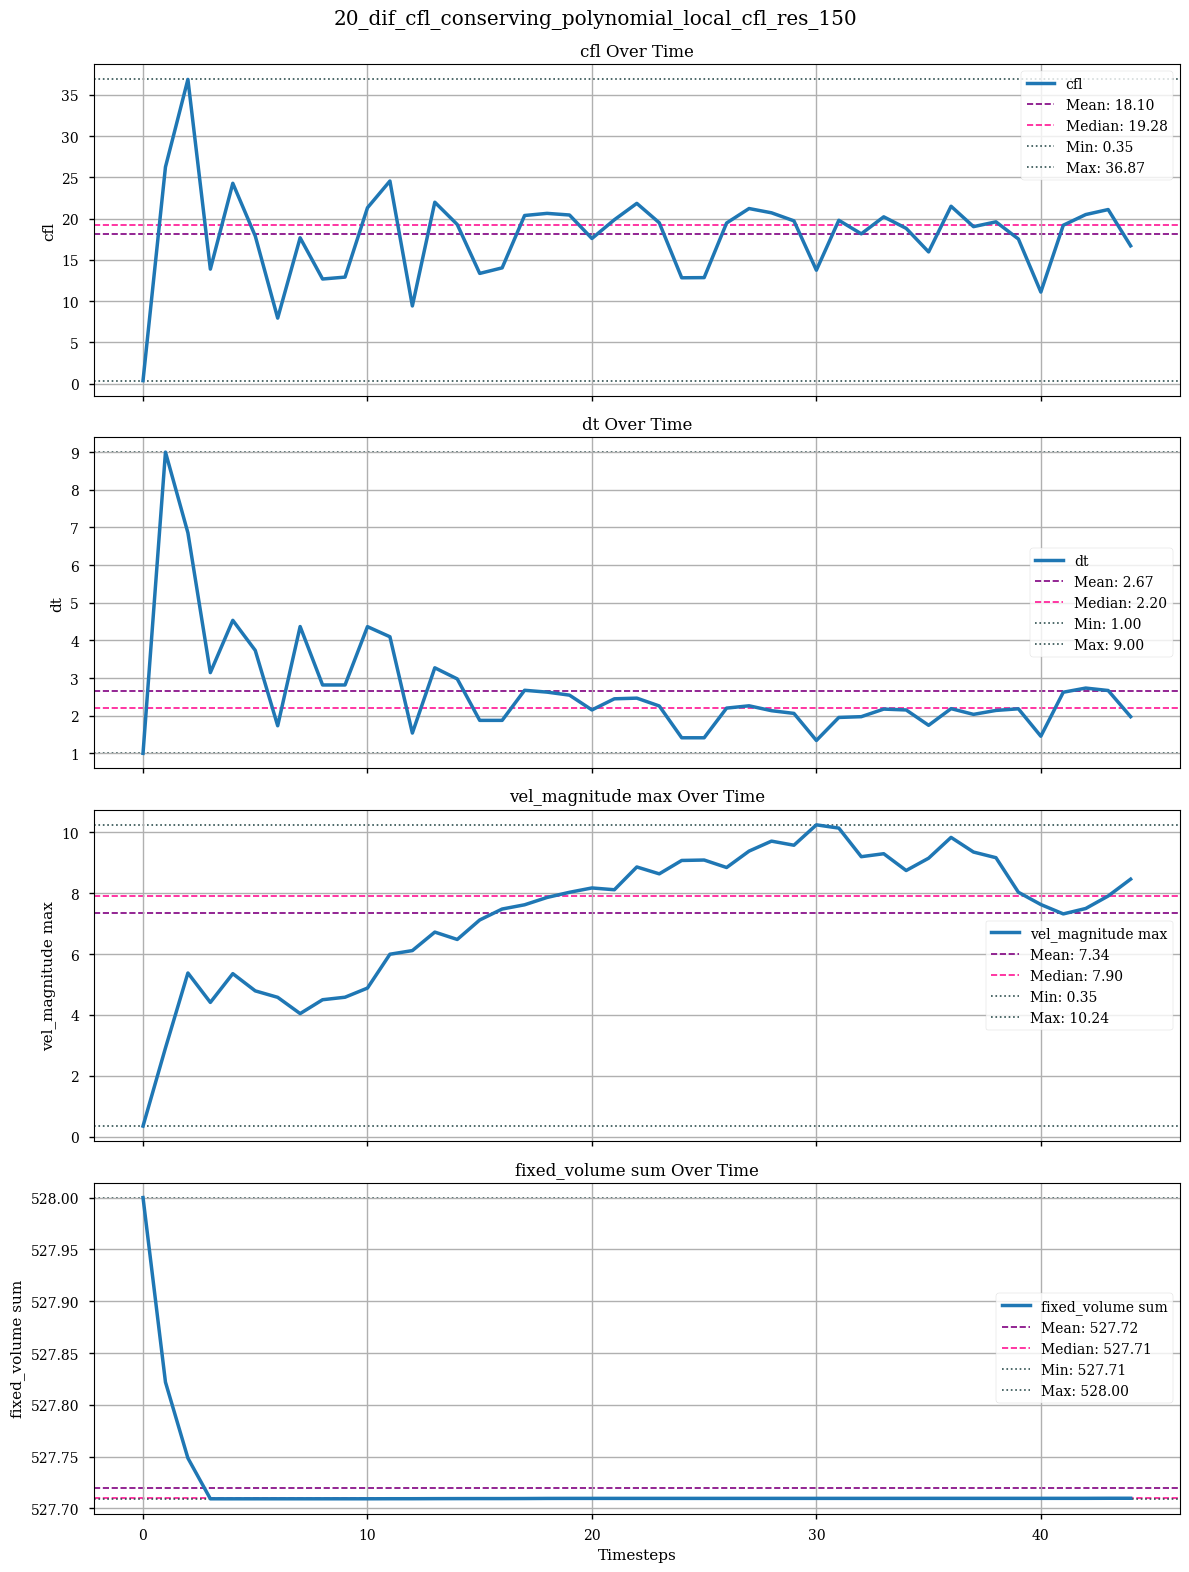 20_dif_cfl_conserving_polynomial_local_cfl_res_150
cfl Over Time
cfl
35
30
25
20
15
10
5
0
cfl
Mean: 18.10
Median: 19.28
Min: 0.35
Max: 36.87
dt Over Time
dt
9
8
7
6
5
4
3
2
1
dt
Mean: 2.67
Median: 2.20
Min: 1.00
Max: 9.00
vel_magnitude max Over Time
vel_magnitude max
10
8
6
4
2
0
vel_magnitude max
Mean: 7.34
Median: 7.90
Min: 0.35
Max: 10.24
fixed_volume sum Over Time
fixed_volume sum
528.00
527.95
527.90
527.85
527.80
527.75
527.70
fixed_volume sum
Mean: 527.72
Median: 527.71
Min: 527.71
Max: 528.00
0 10 20 30 40
Timesteps